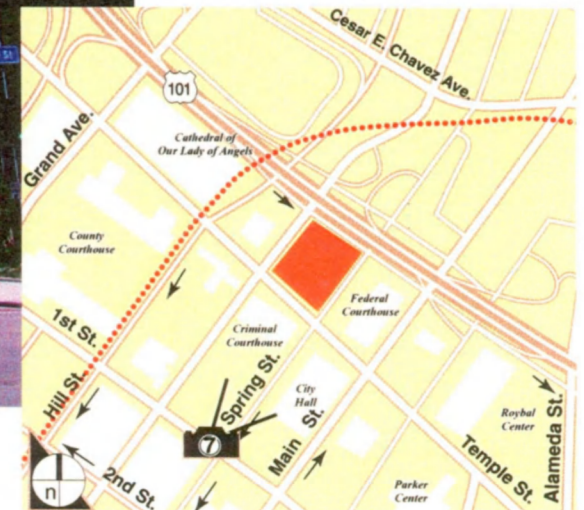 St
Cesar E. Chavez Ave.
101
Grand Ave.
Cathedral of
Our Lady of Angels
County
Courthouse
1st St.
Federal
Courthouse
Criminal
Courthouse
Hill St.
Spring St.
City
Hall
Main St.
7
Roybal
Center
Alameda St.
Temple St.
2nd St.
Parker
Center
n